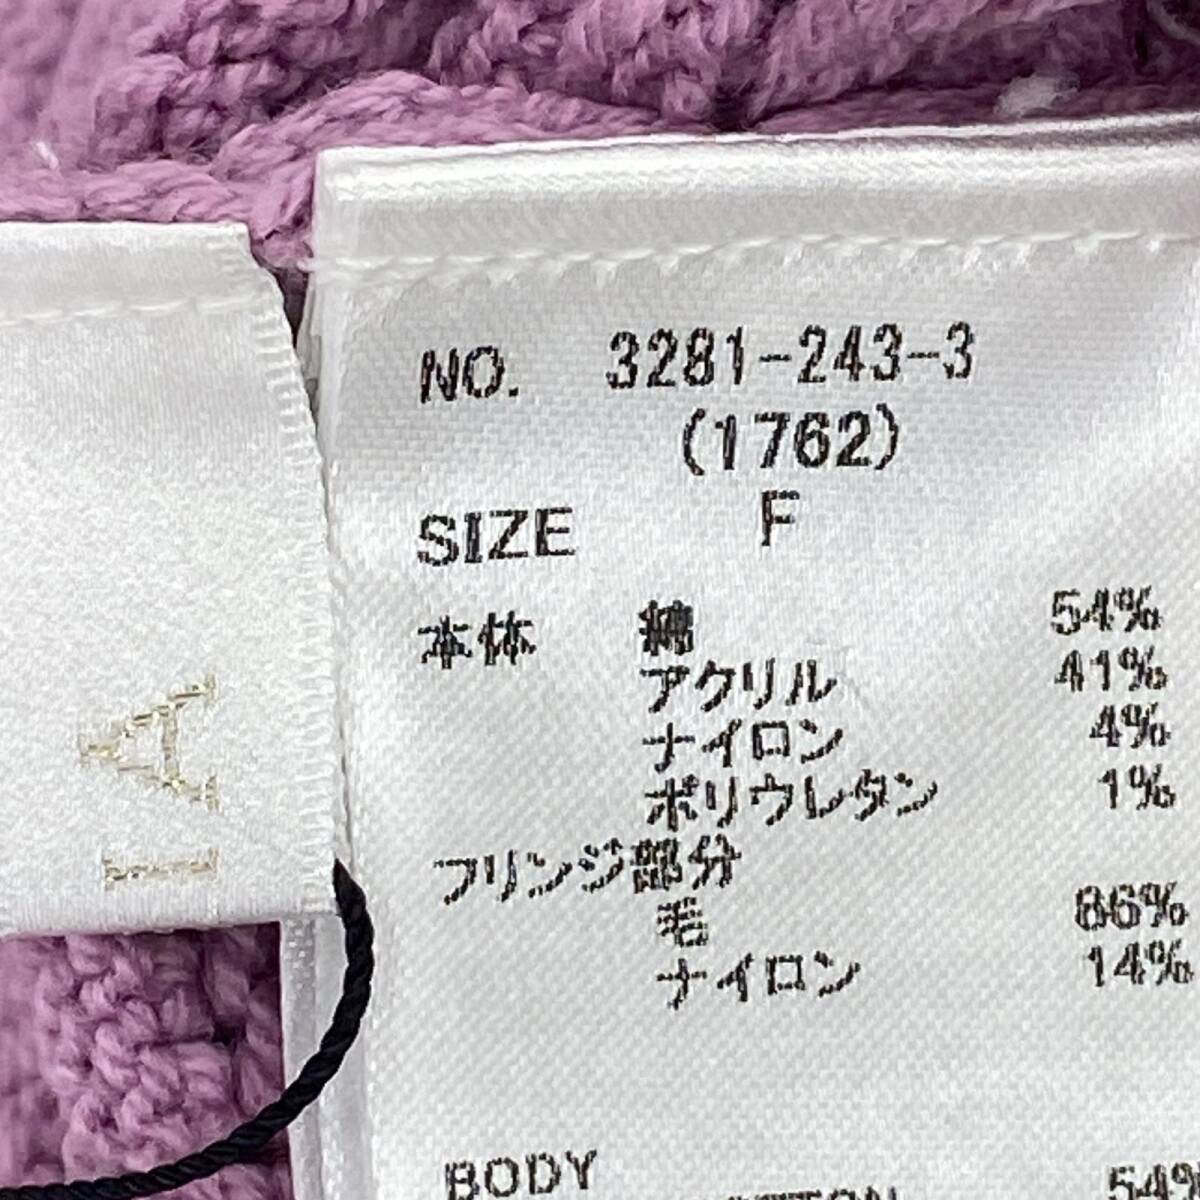 NO. 3281-243-3
(1762)
SIZE F
本体 綿 54%
アクリル 41%
ナイロン 4%
ポリウレタン 1%
フリンジ部分
毛 86%
ナイロン 14%
BODY
54%
IA